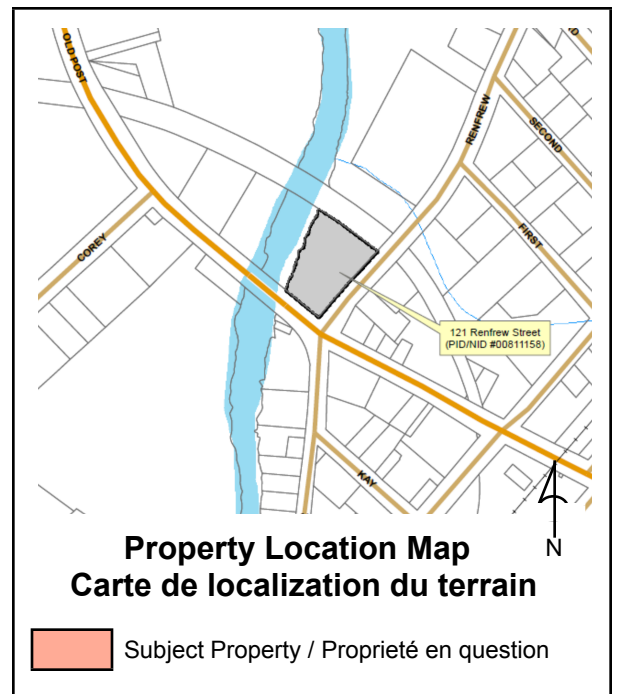 OLD POST
RENFREW
SECOND
COREY
FIRST
121 Renfrew Street
(PID/NID #00811158)
KAY
N
Property Location Map
Carte de localization du terrain
Subject Property / Proprieté en question